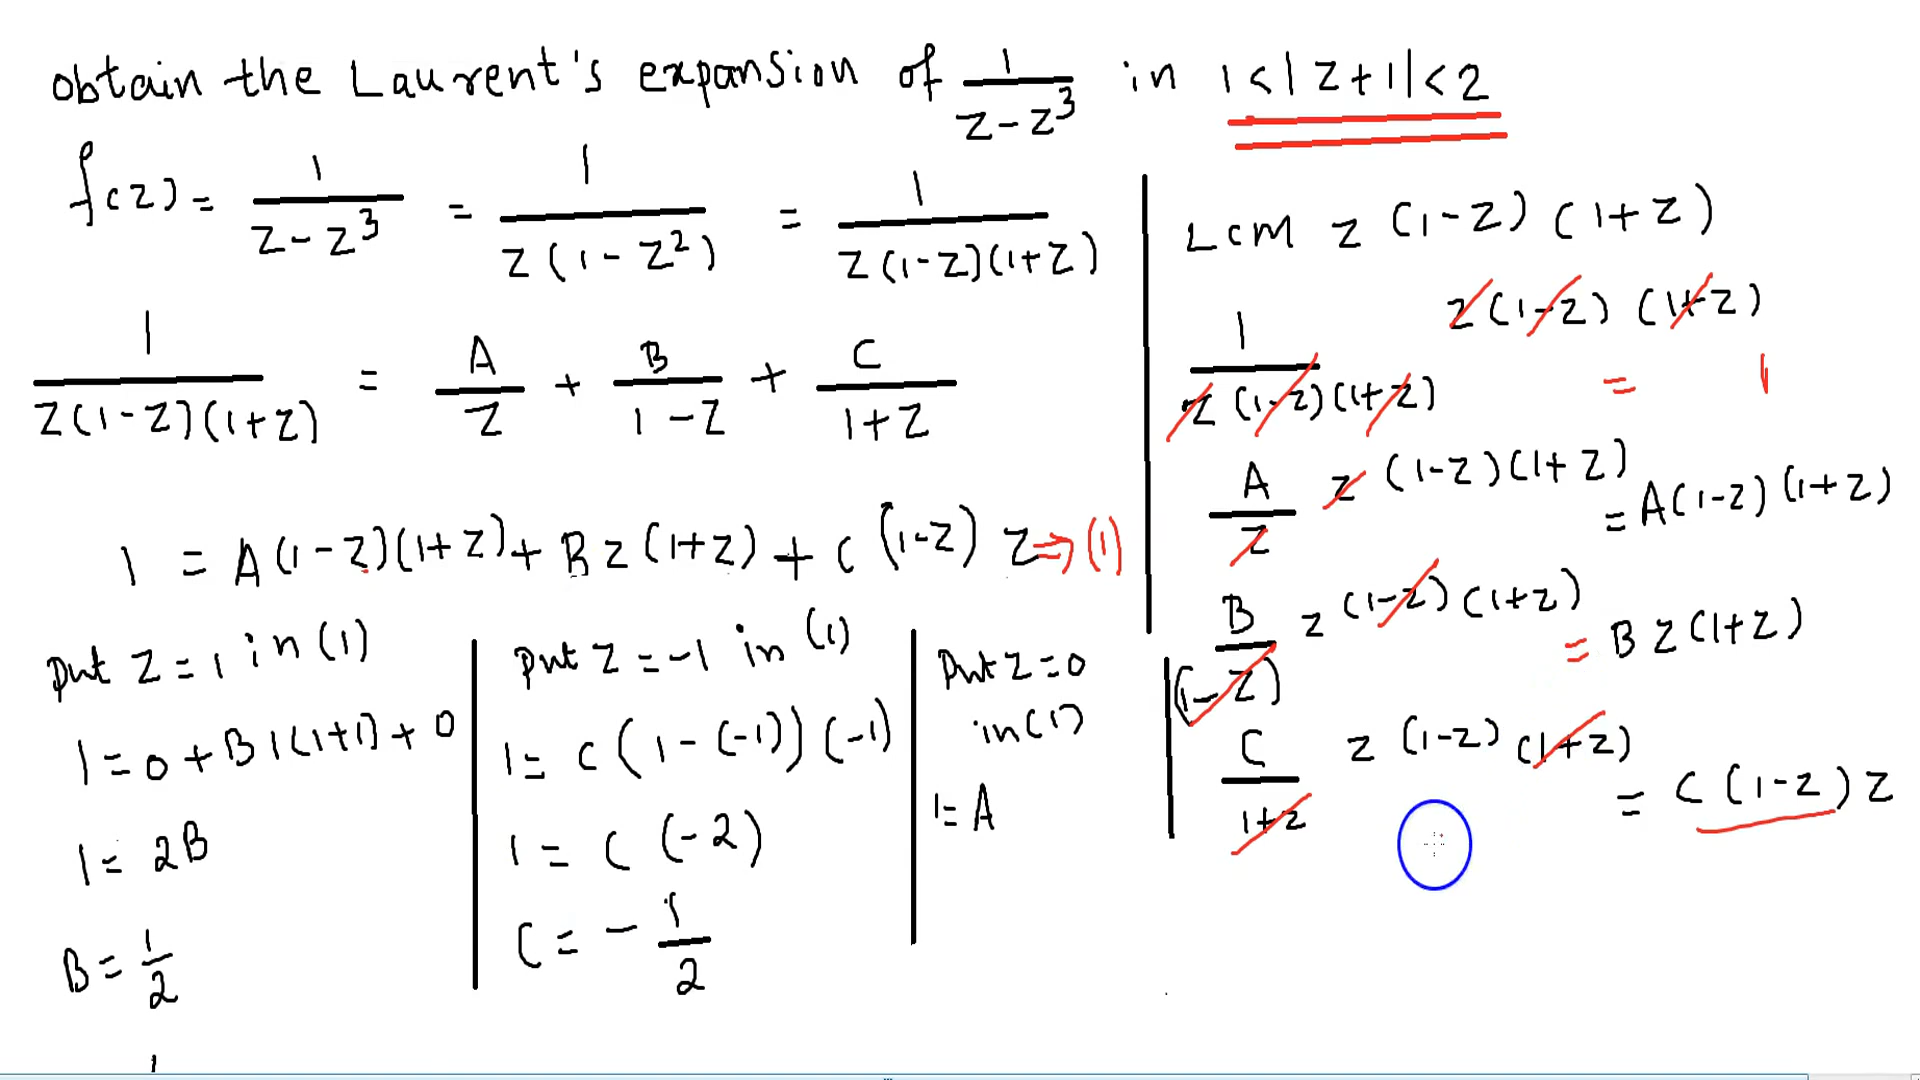 obtain the Laurent's expansion of 1/(z-z³) in 1<|z+1|<2
f(z) = 1/(z-z³) = 1/(z(1-z²)) = 1/(z(1-z)(1+z))
1/(z(1-z)(1+z)) = A/z + B/(1-z) + C/(1+z)
1 = A(1-z)(1+z) + Bz(1+z) + C(1-z)z ⇒ (1)
put z=1 in (1)
1 = 0 + B1(1+1) + 0
1 = 2B
B = 1/2
1
put z=-1 in (1)
1 = C(1-(-1))(-1)
1 = C(-2)
C = -1/2
put z=0
in (1)
1 = A
LCM z(1-z)(1+z)
1/(z(1-z)(1+z)) z(1-z)(1+z) = 1
A/z z(1-z)(1+z) = A(1-z)(1+z)
B/(1-z) z(1-z)(1+z) = Bz(1+z)
C/(1+z) z(1-z)(1+z) = C(1-z)z